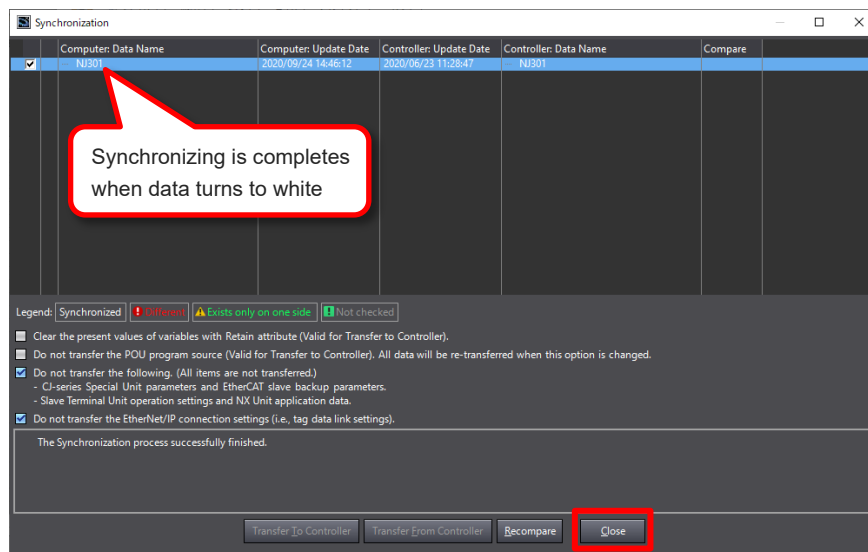 Synchronization
Computer: Data Name Computer: Update Date Controller: Update Date Controller: Data Name Compare
NJ301 2020/09/24 14:46:12 2020/06/23 11:28:47 NJ301
Synchronizing is completes
when data turns to white
Legend: Synchronized Different Exists only on one side Not checked
Clear the present values of variables with Retain attribute (Valid for Transfer to Controller).
Do not transfer the POU program source (Valid for Transfer to Controller). All data will be re-transferred when this option is changed.
Do not transfer the following. (All items are not transferred.)
- CJ-series Special Unit parameters and EtherCAT slave backup parameters.
- Slave Terminal Unit operation settings and NX Unit application data.
Do not transfer the EtherNet/IP connection settings (i.e., tag data link settings).
The Synchronization process successfully finished.
Transfer To Controller Transfer From Controller Recompare Close